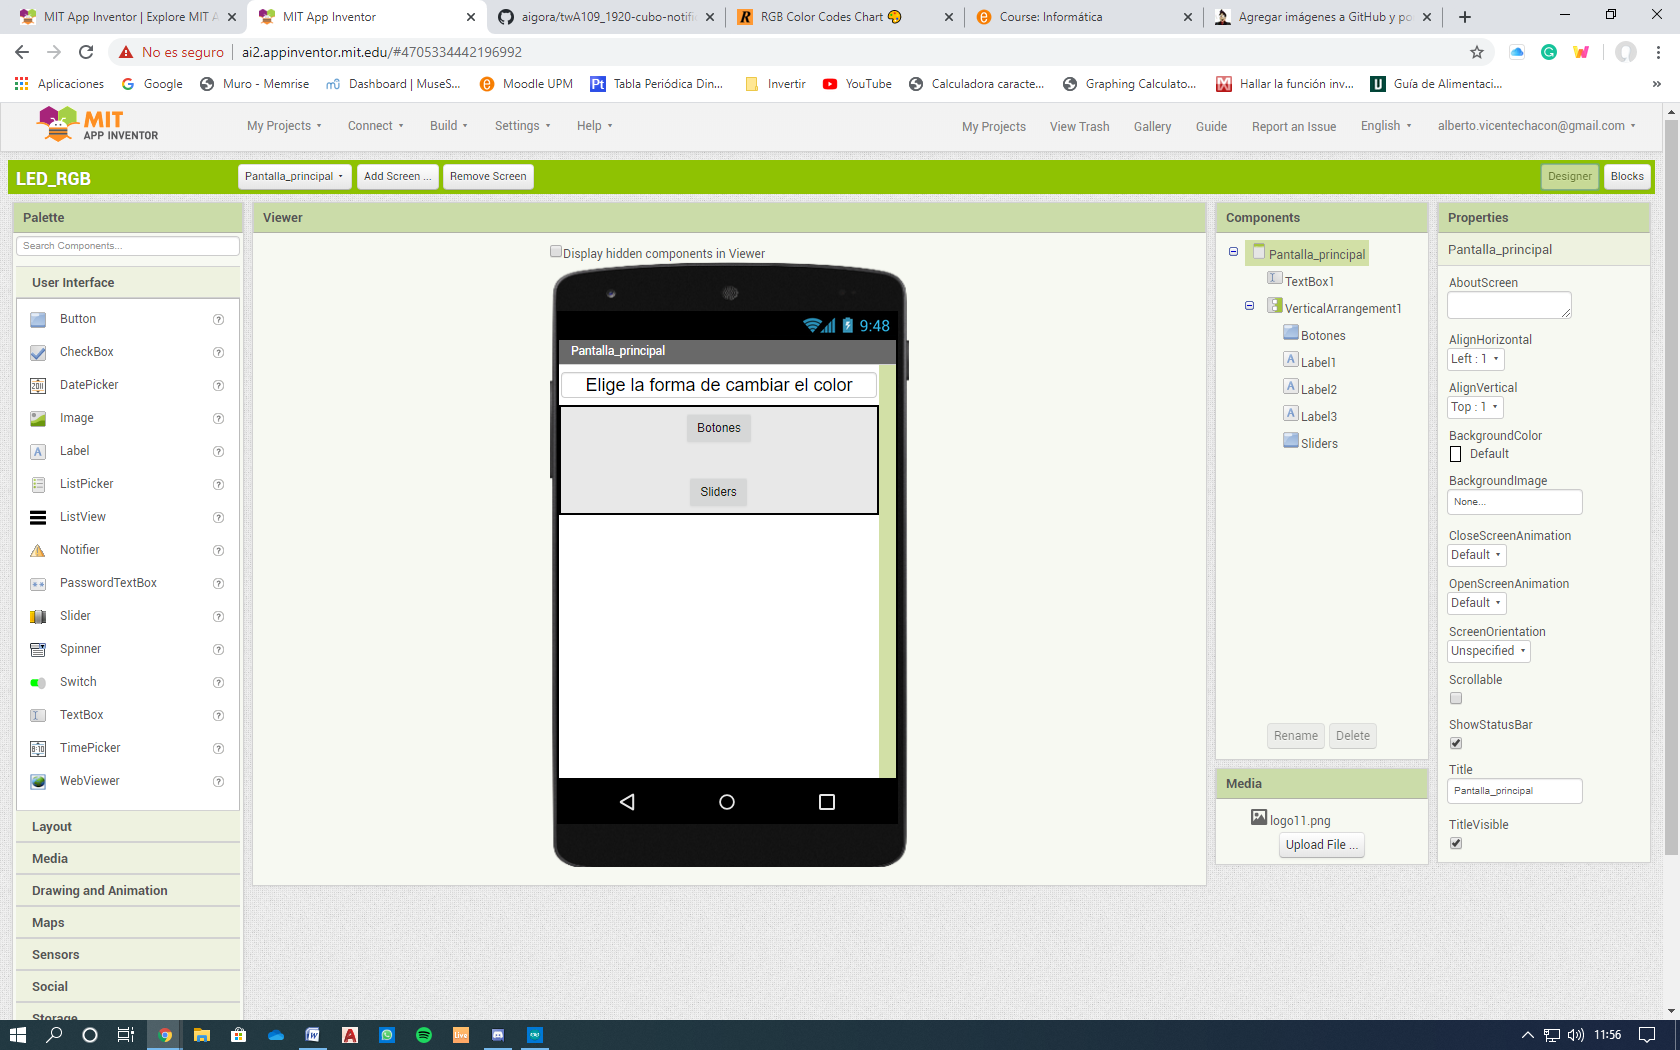 MIT App Inventor | Explore MIT A
MIT App Inventor
aigora/twA109_1920-cubo-notifi
RGB Color Codes Chart
Course: Informática
Agregar imágenes a GitHub y po
No es seguro
ai2.appinventor.mit.edu/#4705334442196992
Aplicaciones
Google
Muro - Memrise
Dashboard | MuseS...
Moodle UPM
Tabla Periódica Din...
Invertir
YouTube
Calculadora caracte...
Graphing Calculato...
Hallar la función inv...
Guía de Alimentaci...
»
MIT
APP INVENTOR
My Projects
Connect
Build
Settings
Help
My Projects
View Trash
Gallery
Guide
Report an Issue
English
alberto.vicentechacon@gmail.com
LED_RGB
Pantalla_principal
Add Screen ...
Remove Screen
Designer
Blocks
Palette
Search Components...
User Interface
Button
CheckBox
DatePicker
Image
Label
ListPicker
ListView
Notifier
PasswordTextBox
Slider
Spinner
Switch
TextBox
TimePicker
WebViewer
Layout
Media
Drawing and Animation
Maps
Sensors
Social
Storage
Viewer
Display hidden components in Viewer
9:48
Pantalla_principal
Elige la forma de cambiar el color
Botones
Sliders
Components
Pantalla_principal
TextBox1
VerticalArrangement1
Botones
Label1
Label2
Label3
Sliders
Rename
Delete
Media
logo11.png
Upload File ...
Properties
Pantalla_principal
AboutScreen
AlignHorizontal
Left : 1
AlignVertical
Top : 1
BackgroundColor
Default
BackgroundImage
None...
CloseScreenAnimation
Default
OpenScreenAnimation
Default
ScreenOrientation
Unspecified
Scrollable
ShowStatusBar
Title
Pantalla_principal
TitleVisible
11:56